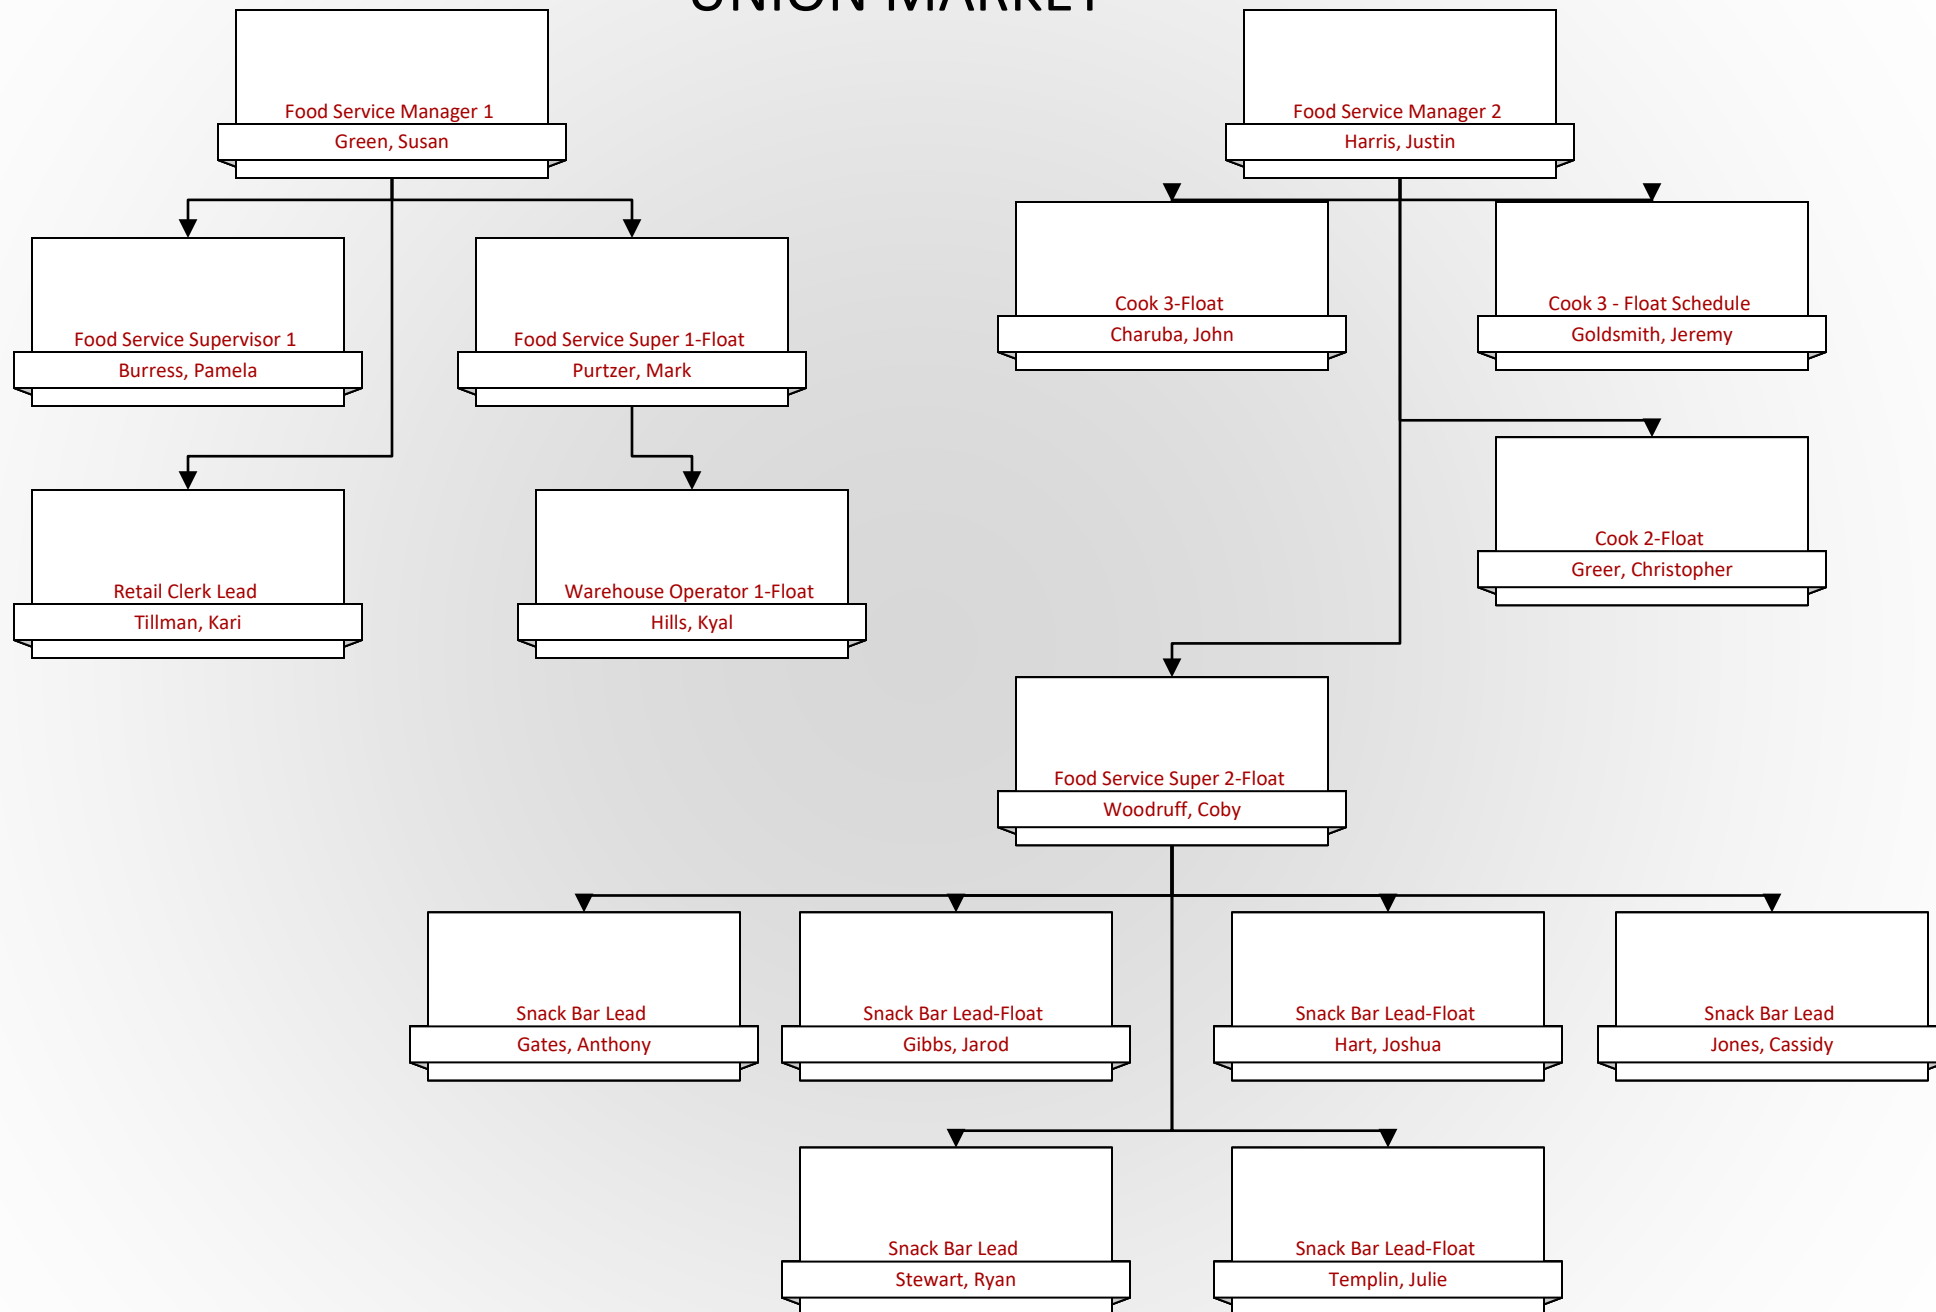 UNION MARKET
Food Service Manager 1
Green, Susan
Food Service Manager 2
Harris, Justin
Food Service Supervisor 1
Burress, Pamela
Food Service Super 1-Float
Purtzer, Mark
Cook 3-Float
Charuba, John
Cook 3 - Float Schedule
Goldsmith, Jeremy
Retail Clerk Lead
Tillman, Kari
Warehouse Operator 1-Float
Hills, Kyal
Cook 2-Float
Greer, Christopher
Food Service Super 2-Float
Woodruff, Coby
Snack Bar Lead
Gates, Anthony
Snack Bar Lead-Float
Gibbs, Jarod
Snack Bar Lead-Float
Hart, Joshua
Snack Bar Lead
Jones, Cassidy
Snack Bar Lead
Stewart, Ryan
Snack Bar Lead-Float
Templin, Julie